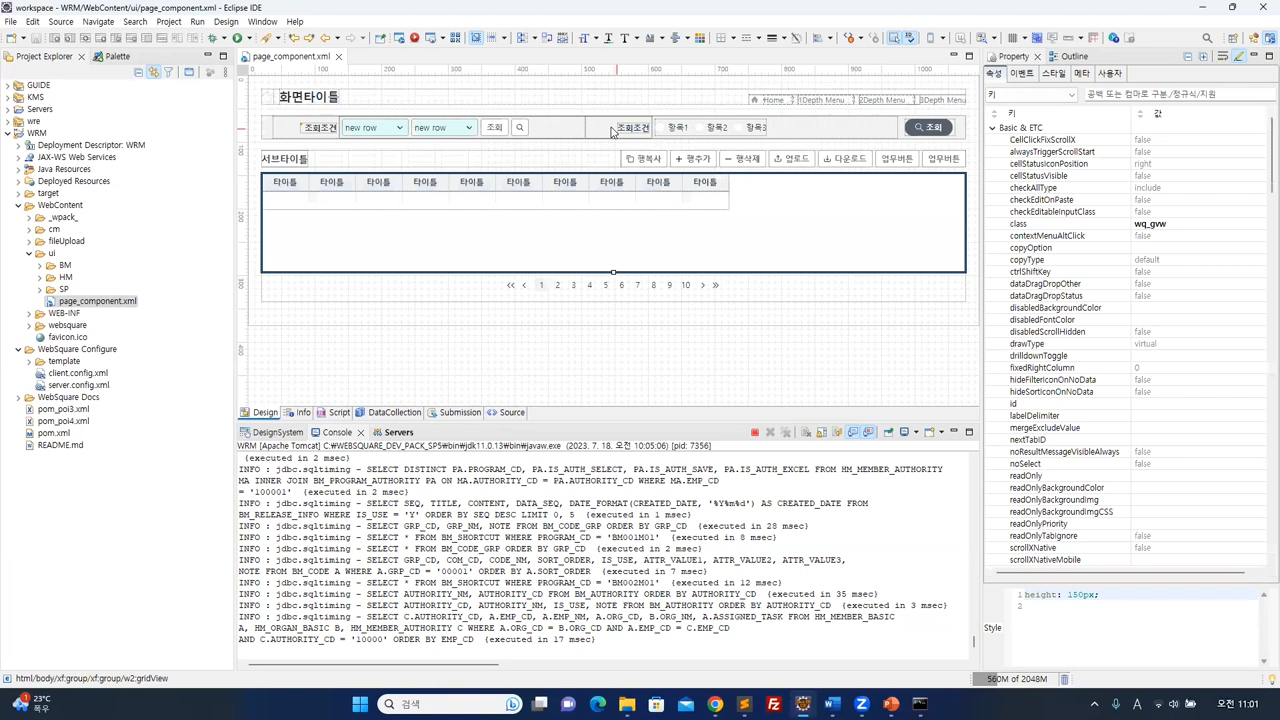 workspace - WRM/WebContent/ui/page_component.xml - Eclipse IDE
File Edit Source Navigate Search Project Run Design Window Help
Project Explorer Palette
page_component.xml
Property Outline
GUIDE
KMS
Servers
wre
WRM
Deployment Descriptor: WRM
JAX-WS Web Services
Java Resources
Deployed Resources
target
WebContent
_wpack_
cm
fileUpload
ui
BM
HM
SP
page_component.xml
WEB-INF
websquare
favicon.ico
WebSquare Configure
template
client.config.xml
server.config.xml
WebSquare Docs
pom_poi3.xml
pom_poi4.xml
pom.xml
README.md
0 100 200 300 400 500 600 700 800 900 1000
화면타이틀
Home 1Depth Menu 2Depth Menu 3Depth Menu
조회조건 new row new row 조회 조회조건 항목1 항목2 항목3 조회
서브타이틀 행복사 행추가 행삭제 업로드 다운로드 업무버튼 업무버튼
타이틀 타이틀 타이틀 타이틀 타이틀 타이틀 타이틀 타이틀 타이틀 타이틀
1 2 3 4 5 6 7 8 9 10
Design Info Script DataCollection Submission Source
DesignSystem Console Servers
WRM [Apache Tomcat] C:\WEBSQUARE_DEV_PACK_SP5\bin\jdk11.0.13\bin\javaw.exe (2023. 7. 18. 오전 10:05:06) [pid: 7356]
(executed in 2 msec)
INFO : jdbc.sqltiming - SELECT DISTINCT PA.PROGRAM_CD, PA.IS_AUTH_SELECT, PA.IS_AUTH_SAVE, PA.IS_AUTH_EXCEL FROM HM_MEMBER_AUTHORITY
MA INNER JOIN BM_PROGRAM_AUTHORITY PA ON MA.AUTHORITY_CD = PA.AUTHORITY_CD WHERE MA.EMP_CD
= '100001' (executed in 2 msec)
INFO : jdbc.sqltiming - SELECT SEQ, TITLE, CONTENT, DATA_SEQ, DATE_FORMAT(CREATED_DATE, '%Y%m%d') AS CREATED_DATE FROM
BM_RELEASE_INFO WHERE IS_USE = 'Y' ORDER BY SEQ DESC LIMIT 0, 5 (executed in 1 msec)
INFO : jdbc.sqltiming - SELECT GRP_CD, GRP_NM, NOTE FROM BM_CODE_GRP ORDER BY GRP_CD (executed in 28 msec)
INFO : jdbc.sqltiming - SELECT * FROM BM_SHORTCUT WHERE PROGRAM_CD = 'BM001M01' (executed in 8 msec)
INFO : jdbc.sqltiming - SELECT * FROM BM_CODE_GRP ORDER BY GRP_CD (executed in 2 msec)
INFO : jdbc.sqltiming - SELECT GRP_CD, COM_CD, CODE_NM, SORT_ORDER, IS_USE, ATTR_VALUE1, ATTR_VALUE2, ATTR_VALUE3,
NOTE FROM BM_CODE A WHERE A.GRP_CD = '00001' ORDER BY A.SORT_ORDER (executed in 7 msec)
INFO : jdbc.sqltiming - SELECT * FROM BM_SHORTCUT WHERE PROGRAM_CD = 'BM002M01' (executed in 12 msec)
INFO : jdbc.sqltiming - SELECT AUTHORITY_NM, AUTHORITY_CD FROM BM_AUTHORITY ORDER BY AUTHORITY_CD (executed in 35 msec)
INFO : jdbc.sqltiming - SELECT AUTHORITY_CD, AUTHORITY_NM, IS_USE, NOTE FROM BM_AUTHORITY ORDER BY AUTHORITY_CD (executed in 3 msec)
INFO : jdbc.sqltiming - SELECT C.AUTHORITY_CD, A.EMP_CD, A.EMP_NM, A.ORG_CD, B.ORG_NM, A.ASSIGNED_TASK FROM HM_MEMBER_BASIC
A, HM_ORGAN_BASIC B, HM_MEMBER_AUTHORITY C WHERE A.ORG_CD = B.ORG_CD AND A.EMP_CD = C.EMP_CD
AND C.AUTHORITY_CD = '10000' ORDER BY EMP_CD (executed in 17 msec)
속성 이벤트 스타일 메타 사용자
키 공백 또는 컴마로 구분./정규식/지원
키 값
Basic & ETC
CellClickFixScrollX false
alwaysTriggerScrollStart false
cellStatusIconPosition right
cellStatusVisible false
checkAllType include
checkEditOnPaste false
checkEditableInputClass false
class wq_gvw
contextMenuAltClick false
copyOption
copyType default
ctrlShiftKey false
dataDragDropOther false
dataDragDropStatus false
disabledBackgroundColor
disabledFontColor
disabledScrollHidden false
drawType virtual
drilldownToggle
fixedRightColumn 0
hideFilterIconOnNoData false
hideSortIconOnNoData false
id
labelDelimiter
mergeExcludeValue
nextTabID
noResultMessageVisibleAlways false
noSelect false
readOnly
readOnlyBackgroundColor
readOnlyBackgroundImg
readOnlyBackgroundImgCSS
readOnlyPriority
readOnlyTabIgnore false
scrollXNative false
scrollXNativeMobile
Style
1 height: 150px;
2
html/body/xf:group/xf:group/w2:gridView
560M of 2048M
23°C
폭우
검색
오전 11:01